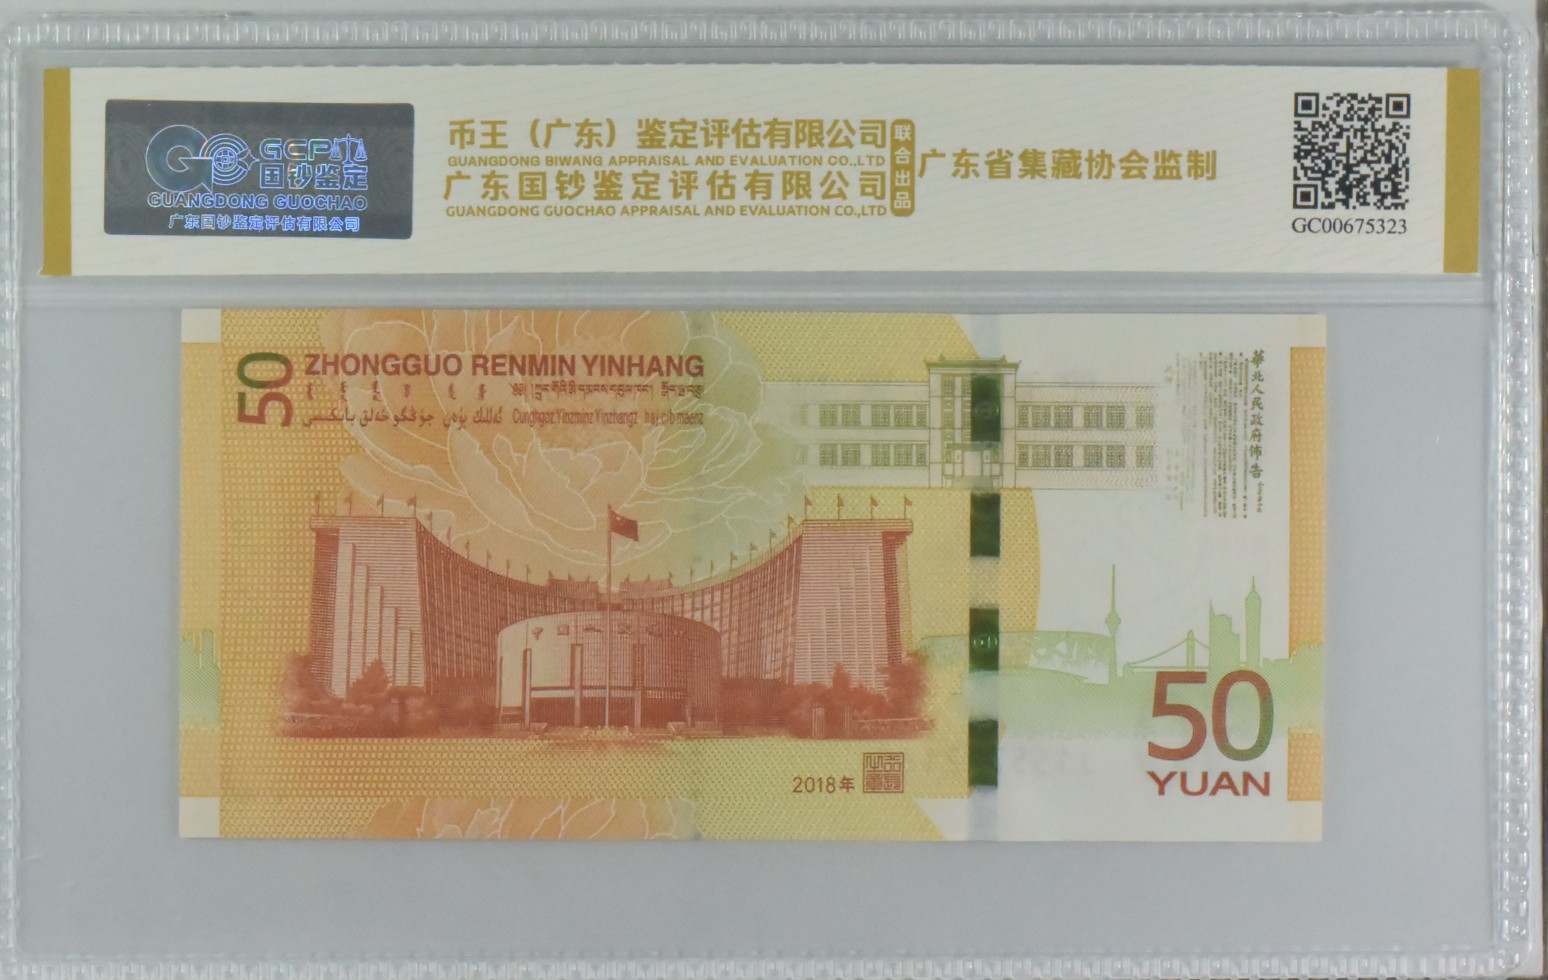 GCP
国钞鉴定
GUANGDONG GUOCHAO
广东国钞鉴定评估有限公司
币王（广东）鉴定评估有限公司
GUANGDONG BIWANG APPRAISAL AND EVALUATION CO.,LTD
广东国钞鉴定评估有限公司
GUANGDONG GUOCHAO APPRAISAL AND EVALUATION CO.,LTD
联合出品
广东省集藏协会监制
GC00675323
50
ZHONGGUO RENMIN YINHANG
Cunghgoz Yinzminz Yinzhangz
華北人民政府佈告
2018年
50
YUAN